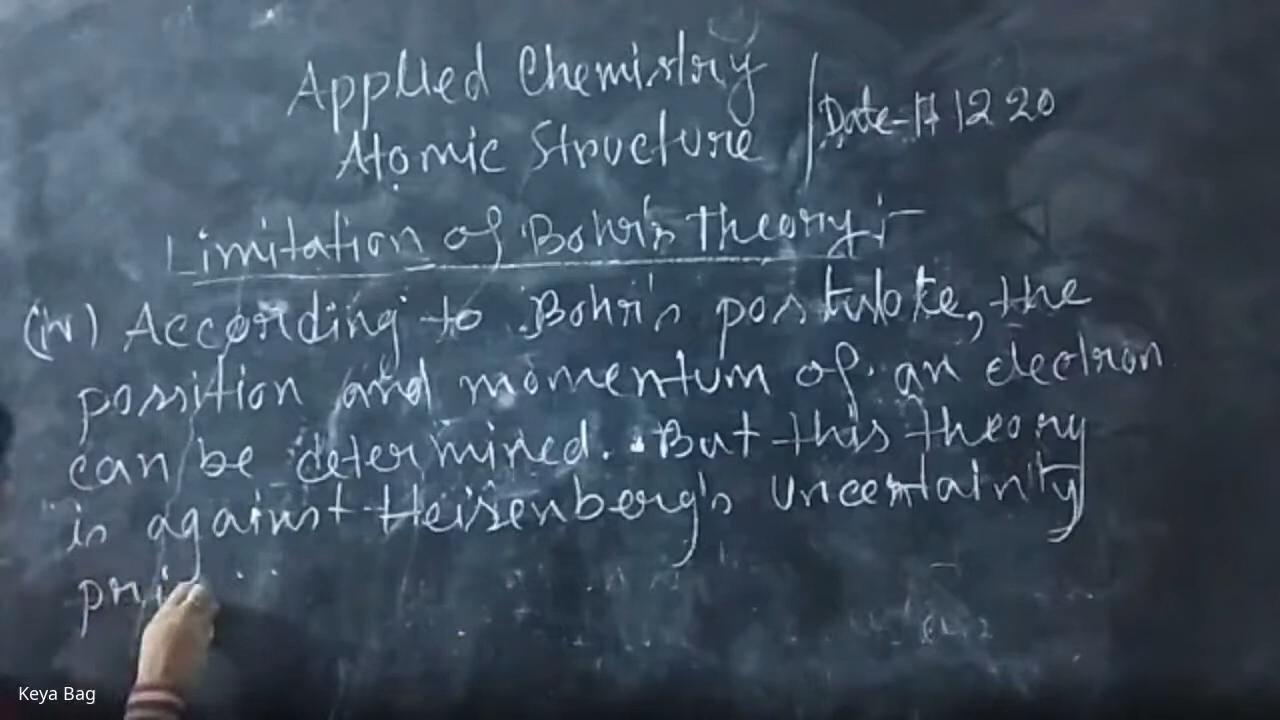 Applied Chemistry
Atomic Structure
Date-17 12 20
Limitation of Bohr's Theory :-
(iv) According to Bohr's postulate, the
possition and momentum of an electron
can be determined. But this theory
is against Heisenberg's Uncertainty
pri
Keya Bag